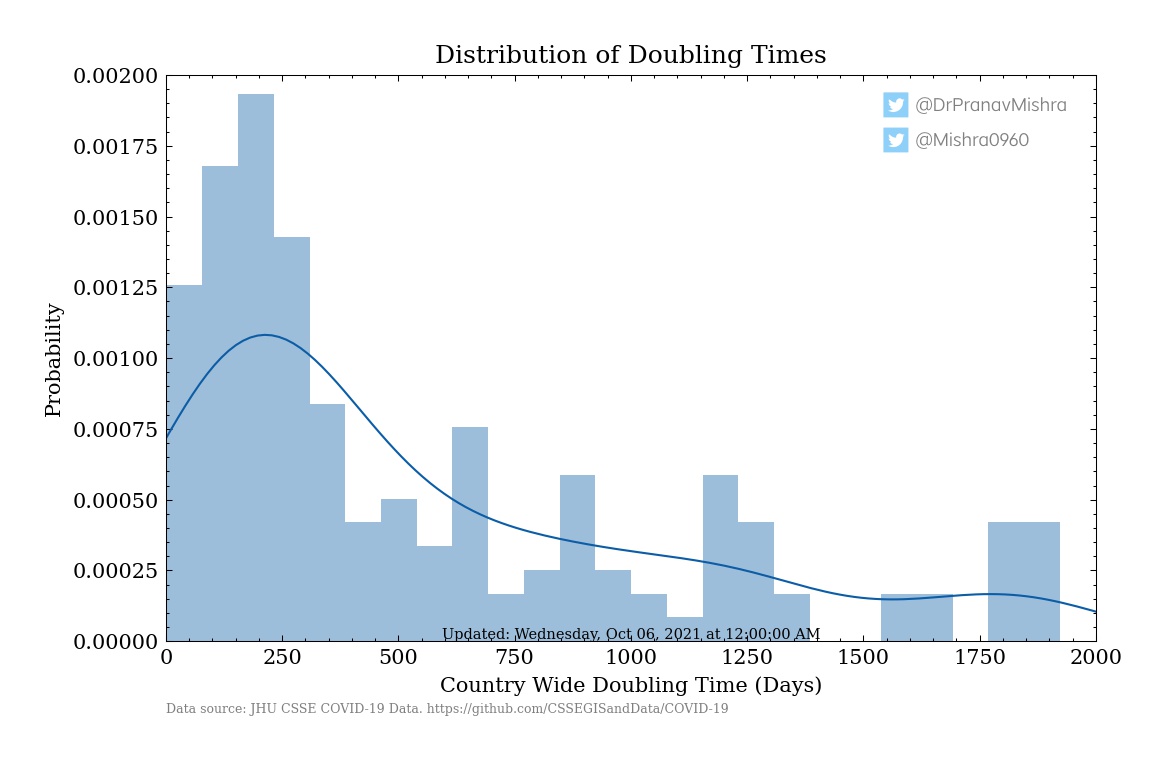 Distribution of Doubling Times
@DrPranavMishra
@Mishra0960
0.00200
0.00175
0.00150
0.00125
0.00100
0.00075
0.00050
0.00025
0.00000
Probability
Updated: Wednesday, Oct 06, 2021 at 12:00:00 AM
0 250 500 750 1000 1250 1500 1750 2000
Country Wide Doubling Time (Days)
Data source: JHU CSSE COVID-19 Data. https://github.com/CSSEGISandData/COVID-19